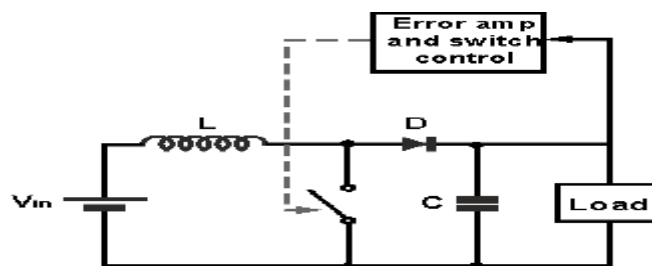 Error amp
and switch
control
L
D
Vin
C
Load